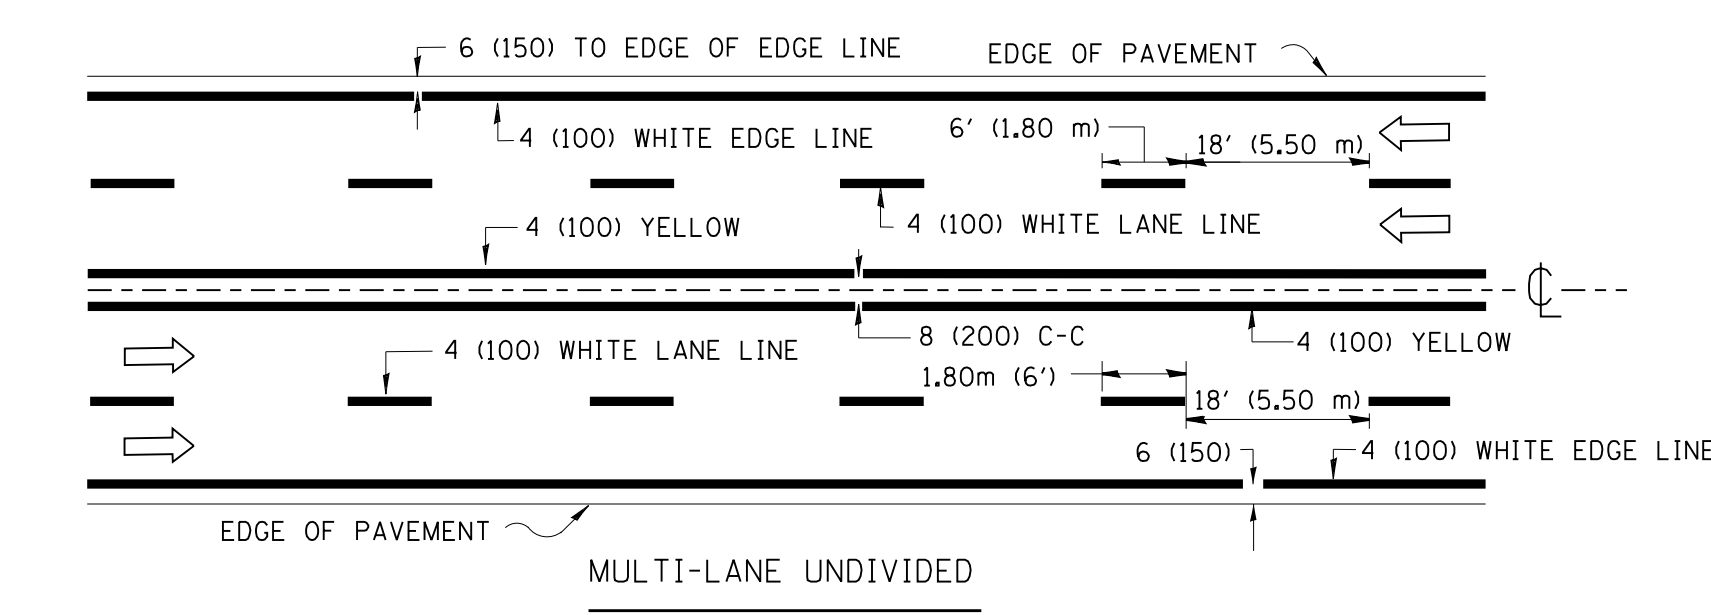 6 (150) TO EDGE OF EDGE LINE
EDGE OF PAVEMENT
4 (100) WHITE EDGE LINE
6' (1.80 m)
18' (5.50 m)
4 (100) YELLOW
4 (100) WHITE LANE LINE
℄
8 (200) C-C
4 (100) YELLOW
4 (100) WHITE LANE LINE
1.80m (6')
18' (5.50 m)
6 (150)
4 (100) WHITE EDGE LINE
EDGE OF PAVEMENT
MULTI-LANE UNDIVIDED